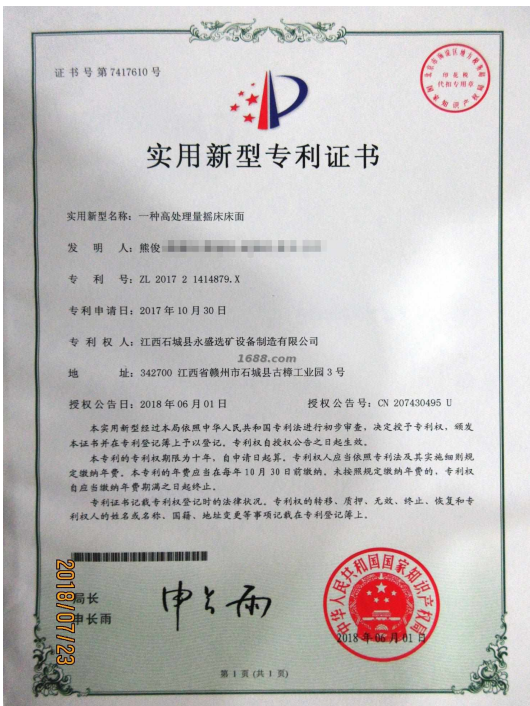 证书号第7417610号
实用新型专利证书
实用新型名称：一种高处理量摇床床面
发明人：熊俊
专利号：ZL 2017 2 1414879.X
专利申请日：2017年10月30日
专利权人：江西石城县永盛选矿设备制造有限公司
1688.com
地址：342700 江西省赣州市石城县古樟工业园3号
授权公告日：2018年06月01日 授权公告号：CN 207430495 U
本实用新型经过本局依照中华人民共和国专利法进行初步审查，决定授予专利权，颁发
本证书并在专利登记簿上予以登记。专利权自授权公告之日起生效。
本专利的专利权期限为十年，自申请日起算。专利权人应当依照专利法及其实施细则规
定缴纳年费。本专利的年费应当在每年10月30日前缴纳。未按照规定缴纳年费的，专利权
自应当缴纳年费期满之日起终止。
专利证书记载专利权登记时的法律状况。专利权的转移、质押、无效、终止、恢复和专
利权人的姓名或名称、国籍、地址变更等事项记载在专利登记簿上。
局长
申长雨
申长雨
中华人民共和国国家知识产权局
2018年06月01日
2018/07/23
第1页（共1页）